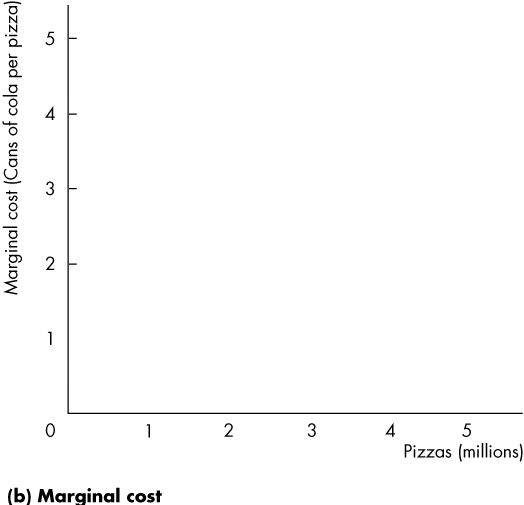 Marginal cost (Cans of cola per pizza)
5
4
3
2
1
0 1 2 3 4 5
Pizzas (millions)
(b) Marginal cost